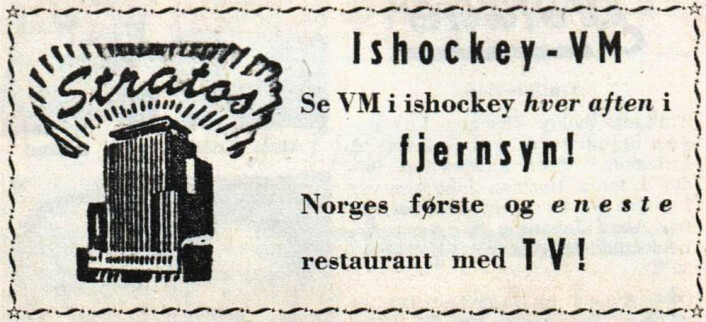 Stratos
Ishockey-VM
Se VM i ishockey hver aften i
fjernsyn!
Norges første og eneste
restaurant med TV!